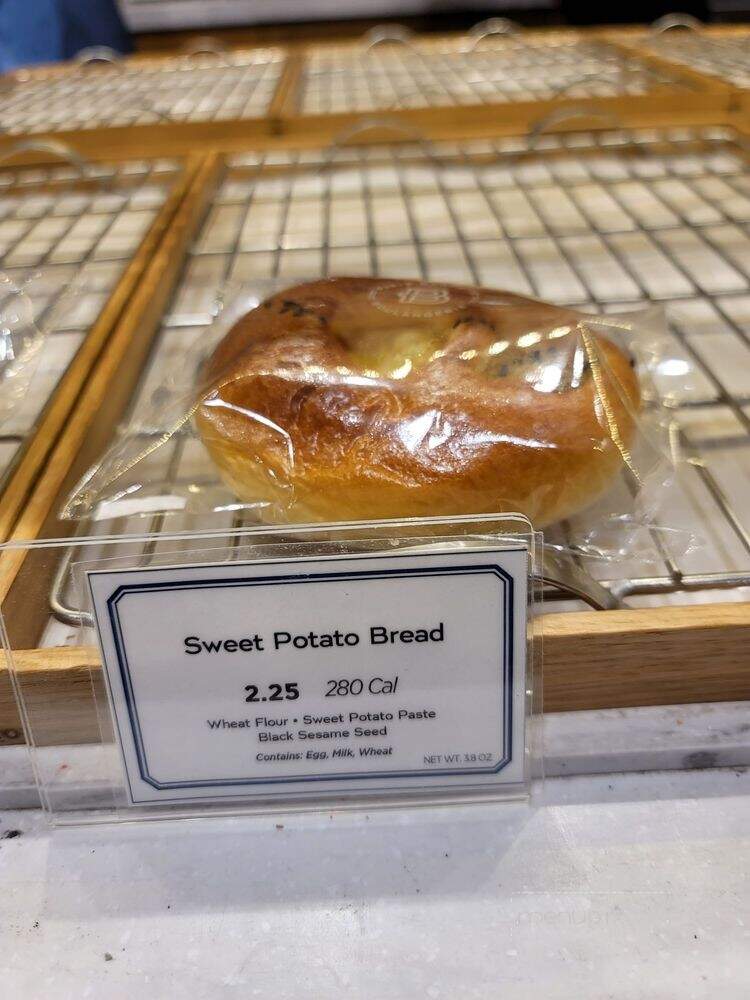 Sweet Potato Bread
2.25 280 Cal
Wheat Flour • Sweet Potato Paste
Black Sesame Seed
Contains: Egg, Milk, Wheat
NET WT. 3.8 OZ